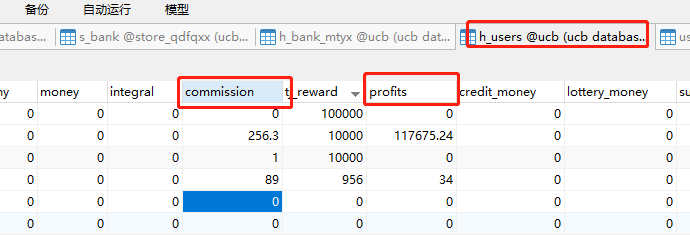 备份 自动运行 模型
databas... s_bank @store_qdfqxx (ucb... h_bank_mtyx @ucb (ucb dat... h_users @ucb (ucb databas... us
ny money integral commission tj_reward profits credit_money lottery_money su
0 0 0 0 100000 0 0 0
0 0 0 256.3 10000 117675.24 0 0
0 0 0 1 10000 0 0 0
0 0 0 89 956 34 0 0
0 0 0 0 0 0 0 0
0 0 0 0 0 0 0 0